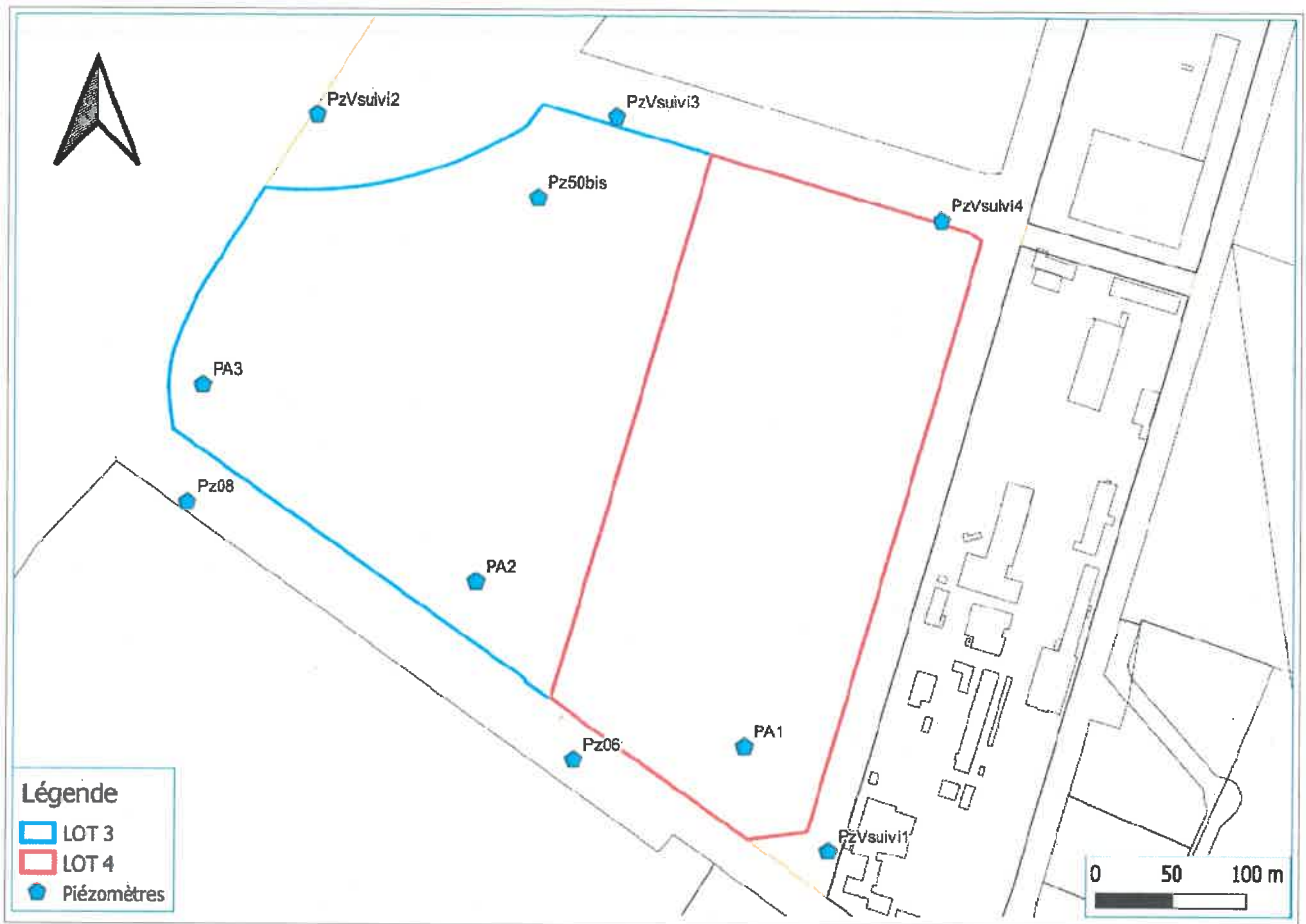 PzVsuivi2
PzVsuivi3
Pz50bis
PzVsuivi4
PA3
Pz08
PA2
PA1
Pz06
PzVsuivi1
Légende
LOT 3
LOT 4
Piézomètres
0 50 100 m